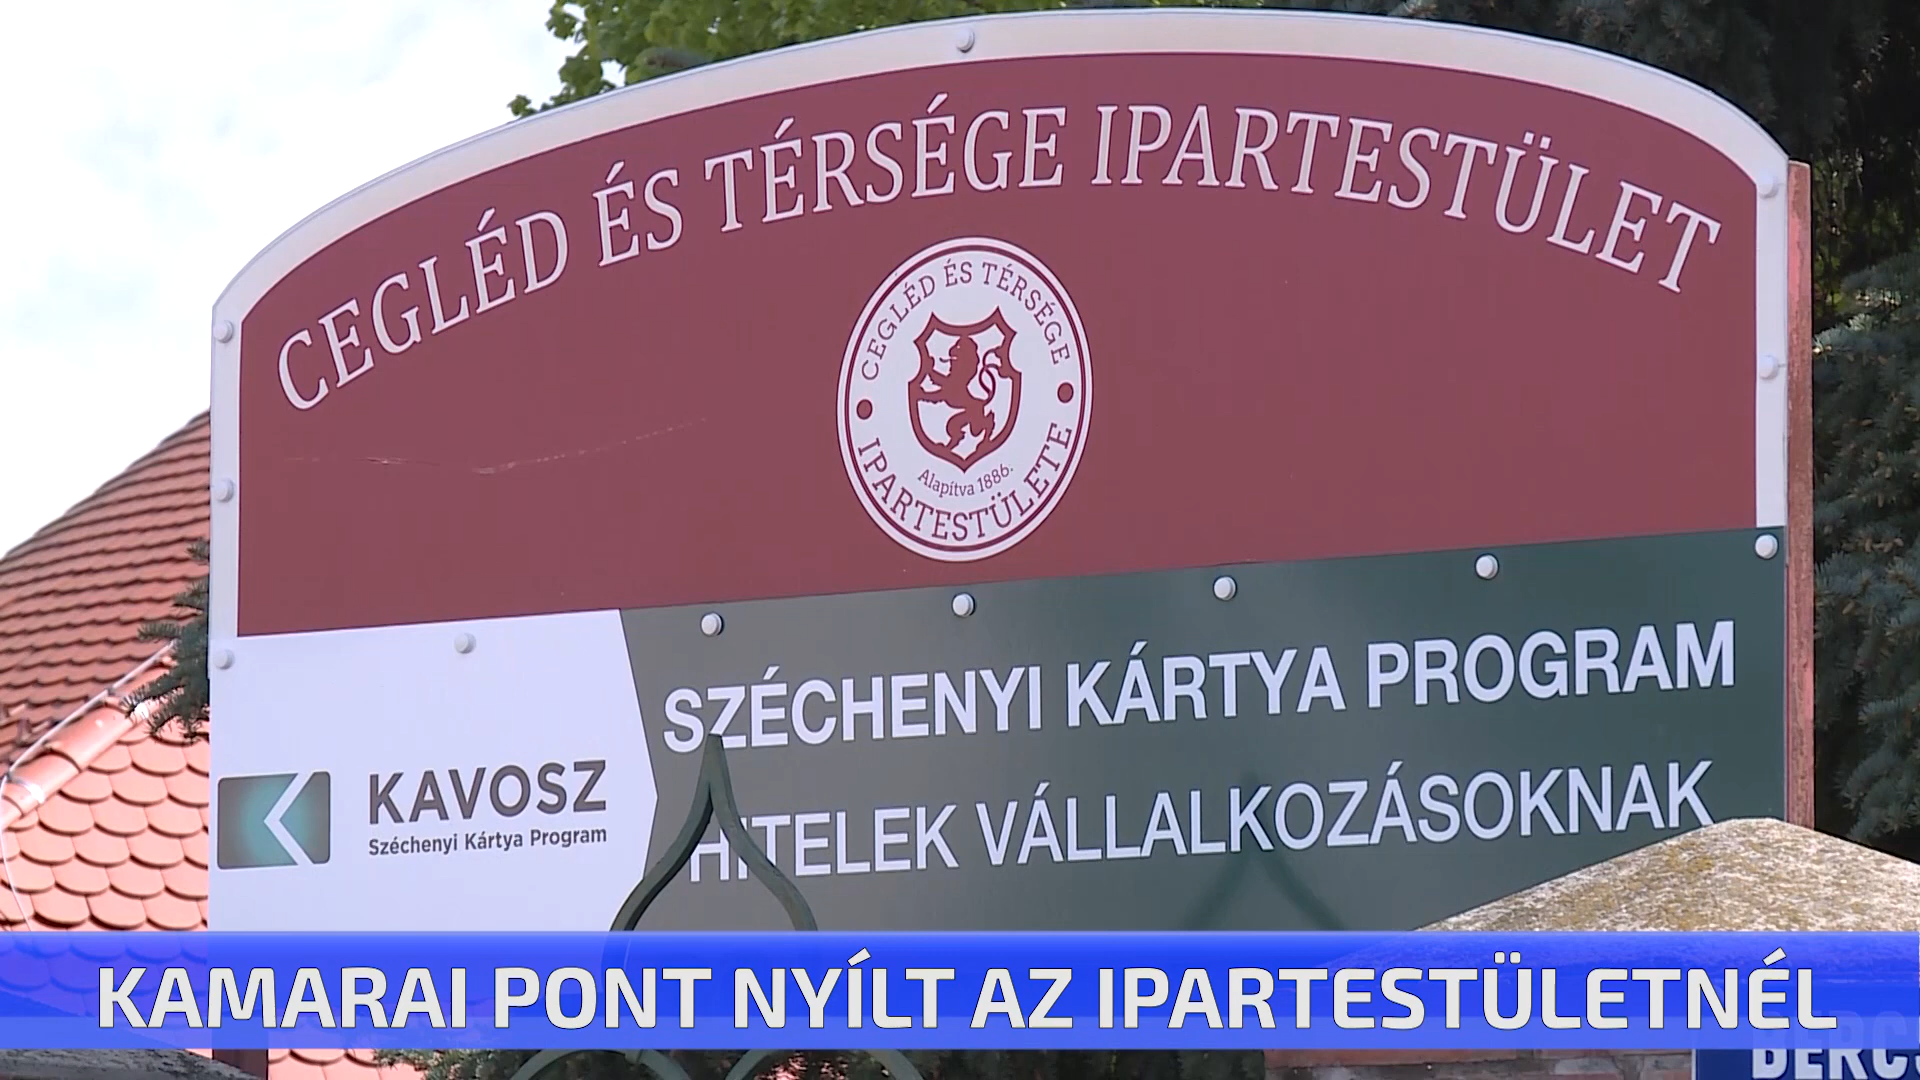 CEGLÉD ÉS TÉRSÉGE IPARTESTÜLET
CEGLÉD ÉS TÉRSÉGE
Alapítva 1886.
IPARTESTÜLETE
SZÉCHENYI KÁRTYA PROGRAM
HITELEK VÁLLALKOZÁSOKNAK
KAVOSZ
Széchenyi Kártya Program
KAMARAI PONT NYÍLT AZ IPARTESTÜLETNÉL